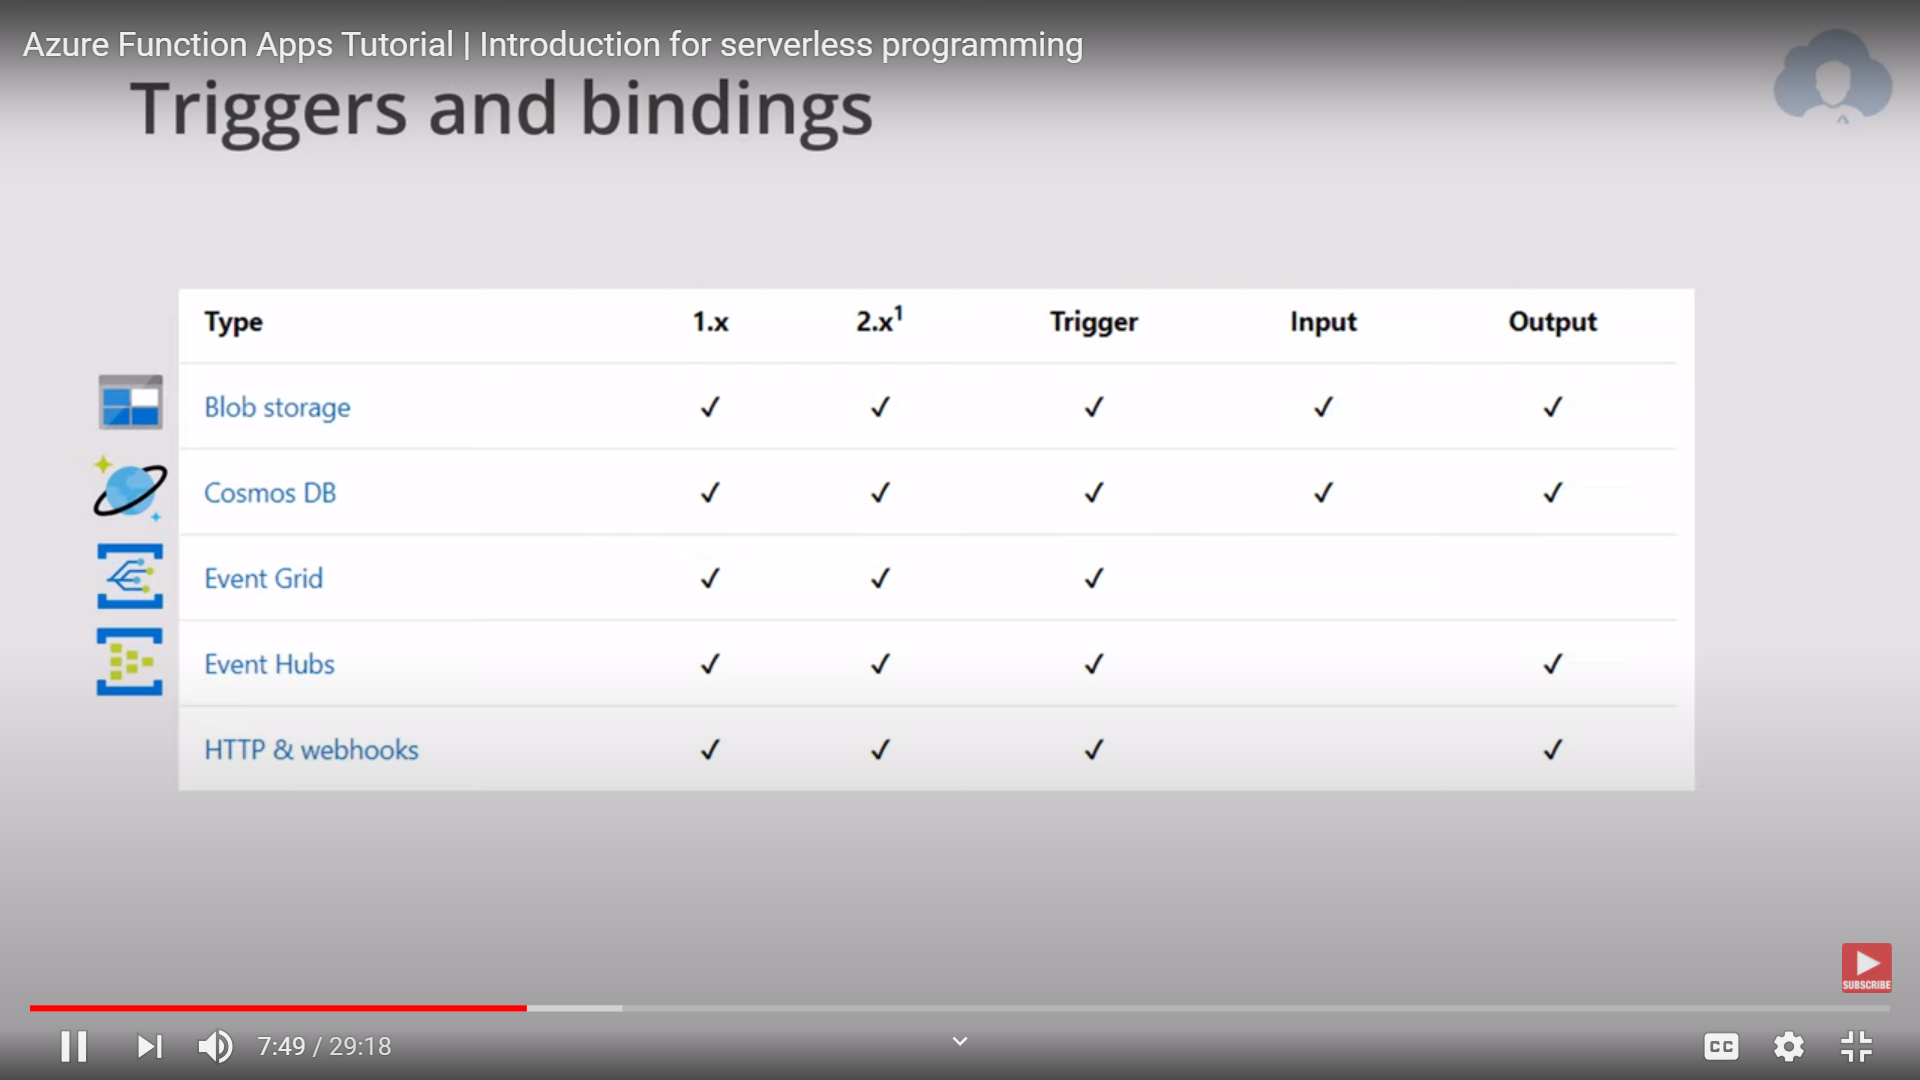 Azure Function Apps Tutorial | Introduction for serverless programming
Triggers and bindings
Type 1.x 2.x¹ Trigger Input Output
Blob storage ✓ ✓ ✓ ✓ ✓
Cosmos DB ✓ ✓ ✓ ✓ ✓
Event Grid ✓ ✓ ✓
Event Hubs ✓ ✓ ✓ ✓
HTTP & webhooks ✓ ✓ ✓ ✓
SUBSCRIBE
7:49 / 29:18
CC